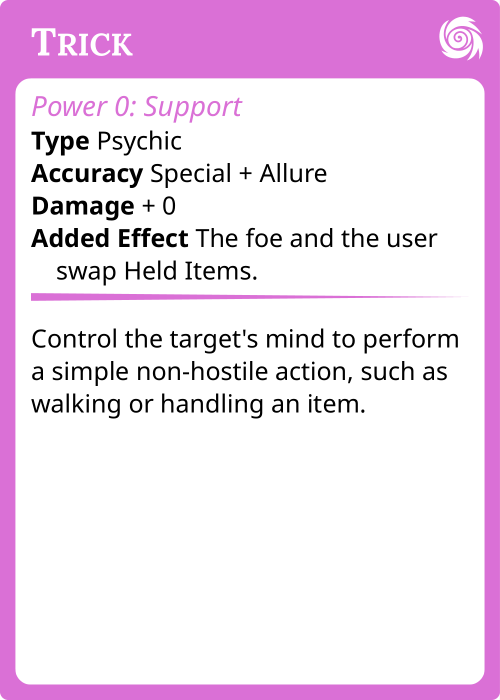 Trick
Power 0: Support
Type Psychic
Accuracy Special + Allure
Damage + 0
Added Effect The foe and the user
swap Held Items.
Control the target's mind to perform
a simple non-hostile action, such as
walking or handling an item.